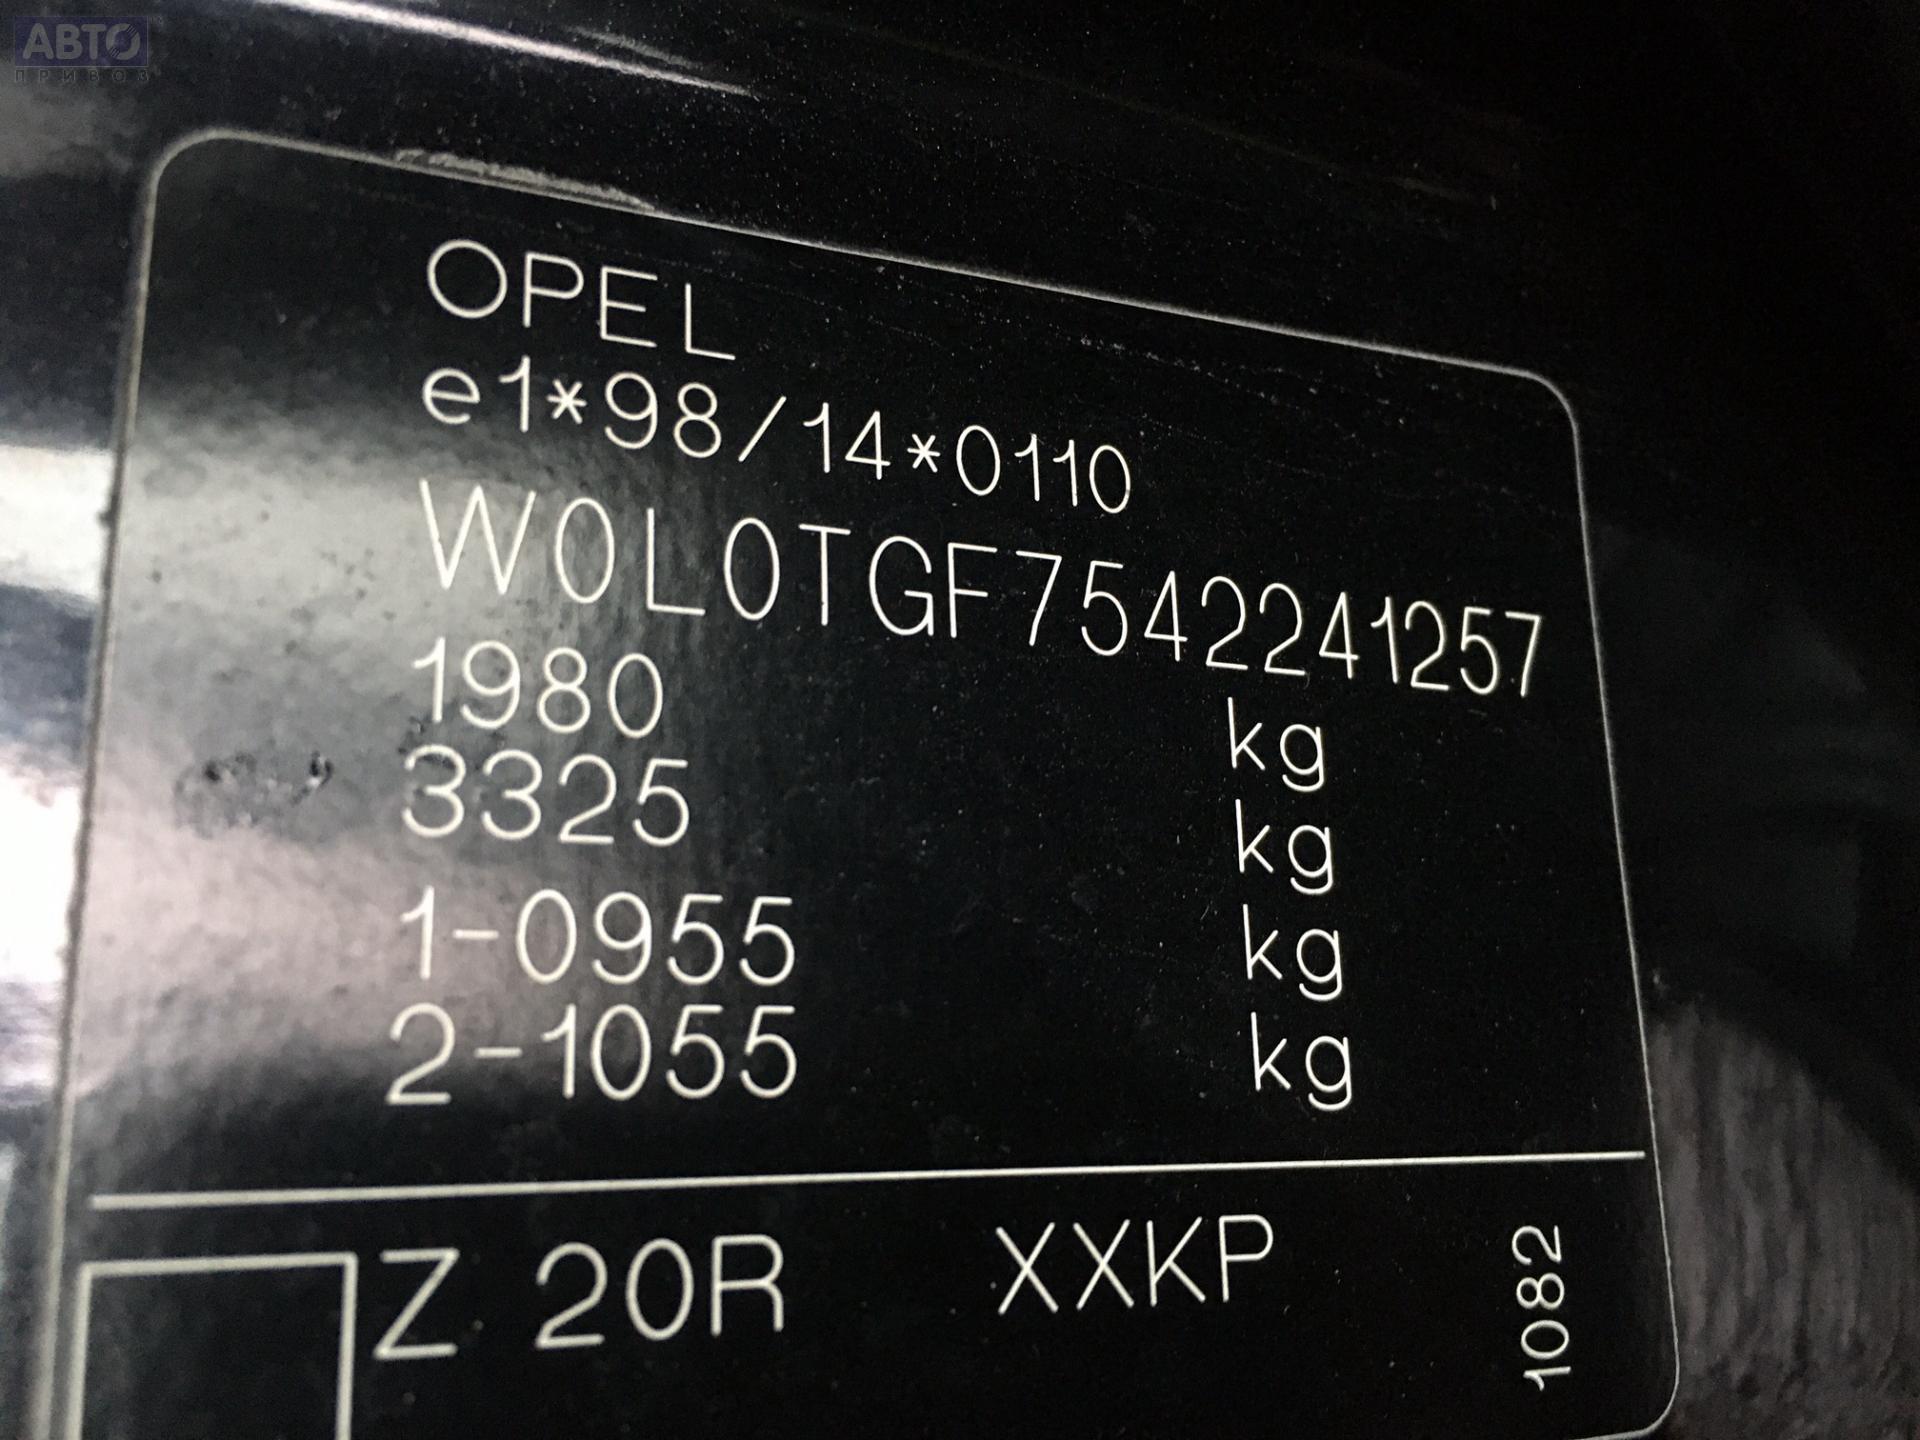 АВТО
ПРИВОЗ
OPEL
e1*98/14*0110
W0L0TGF7542241257
1980 kg
3325 kg
1-0955 kg
2-1055 kg
Z 20R XXKP
1082